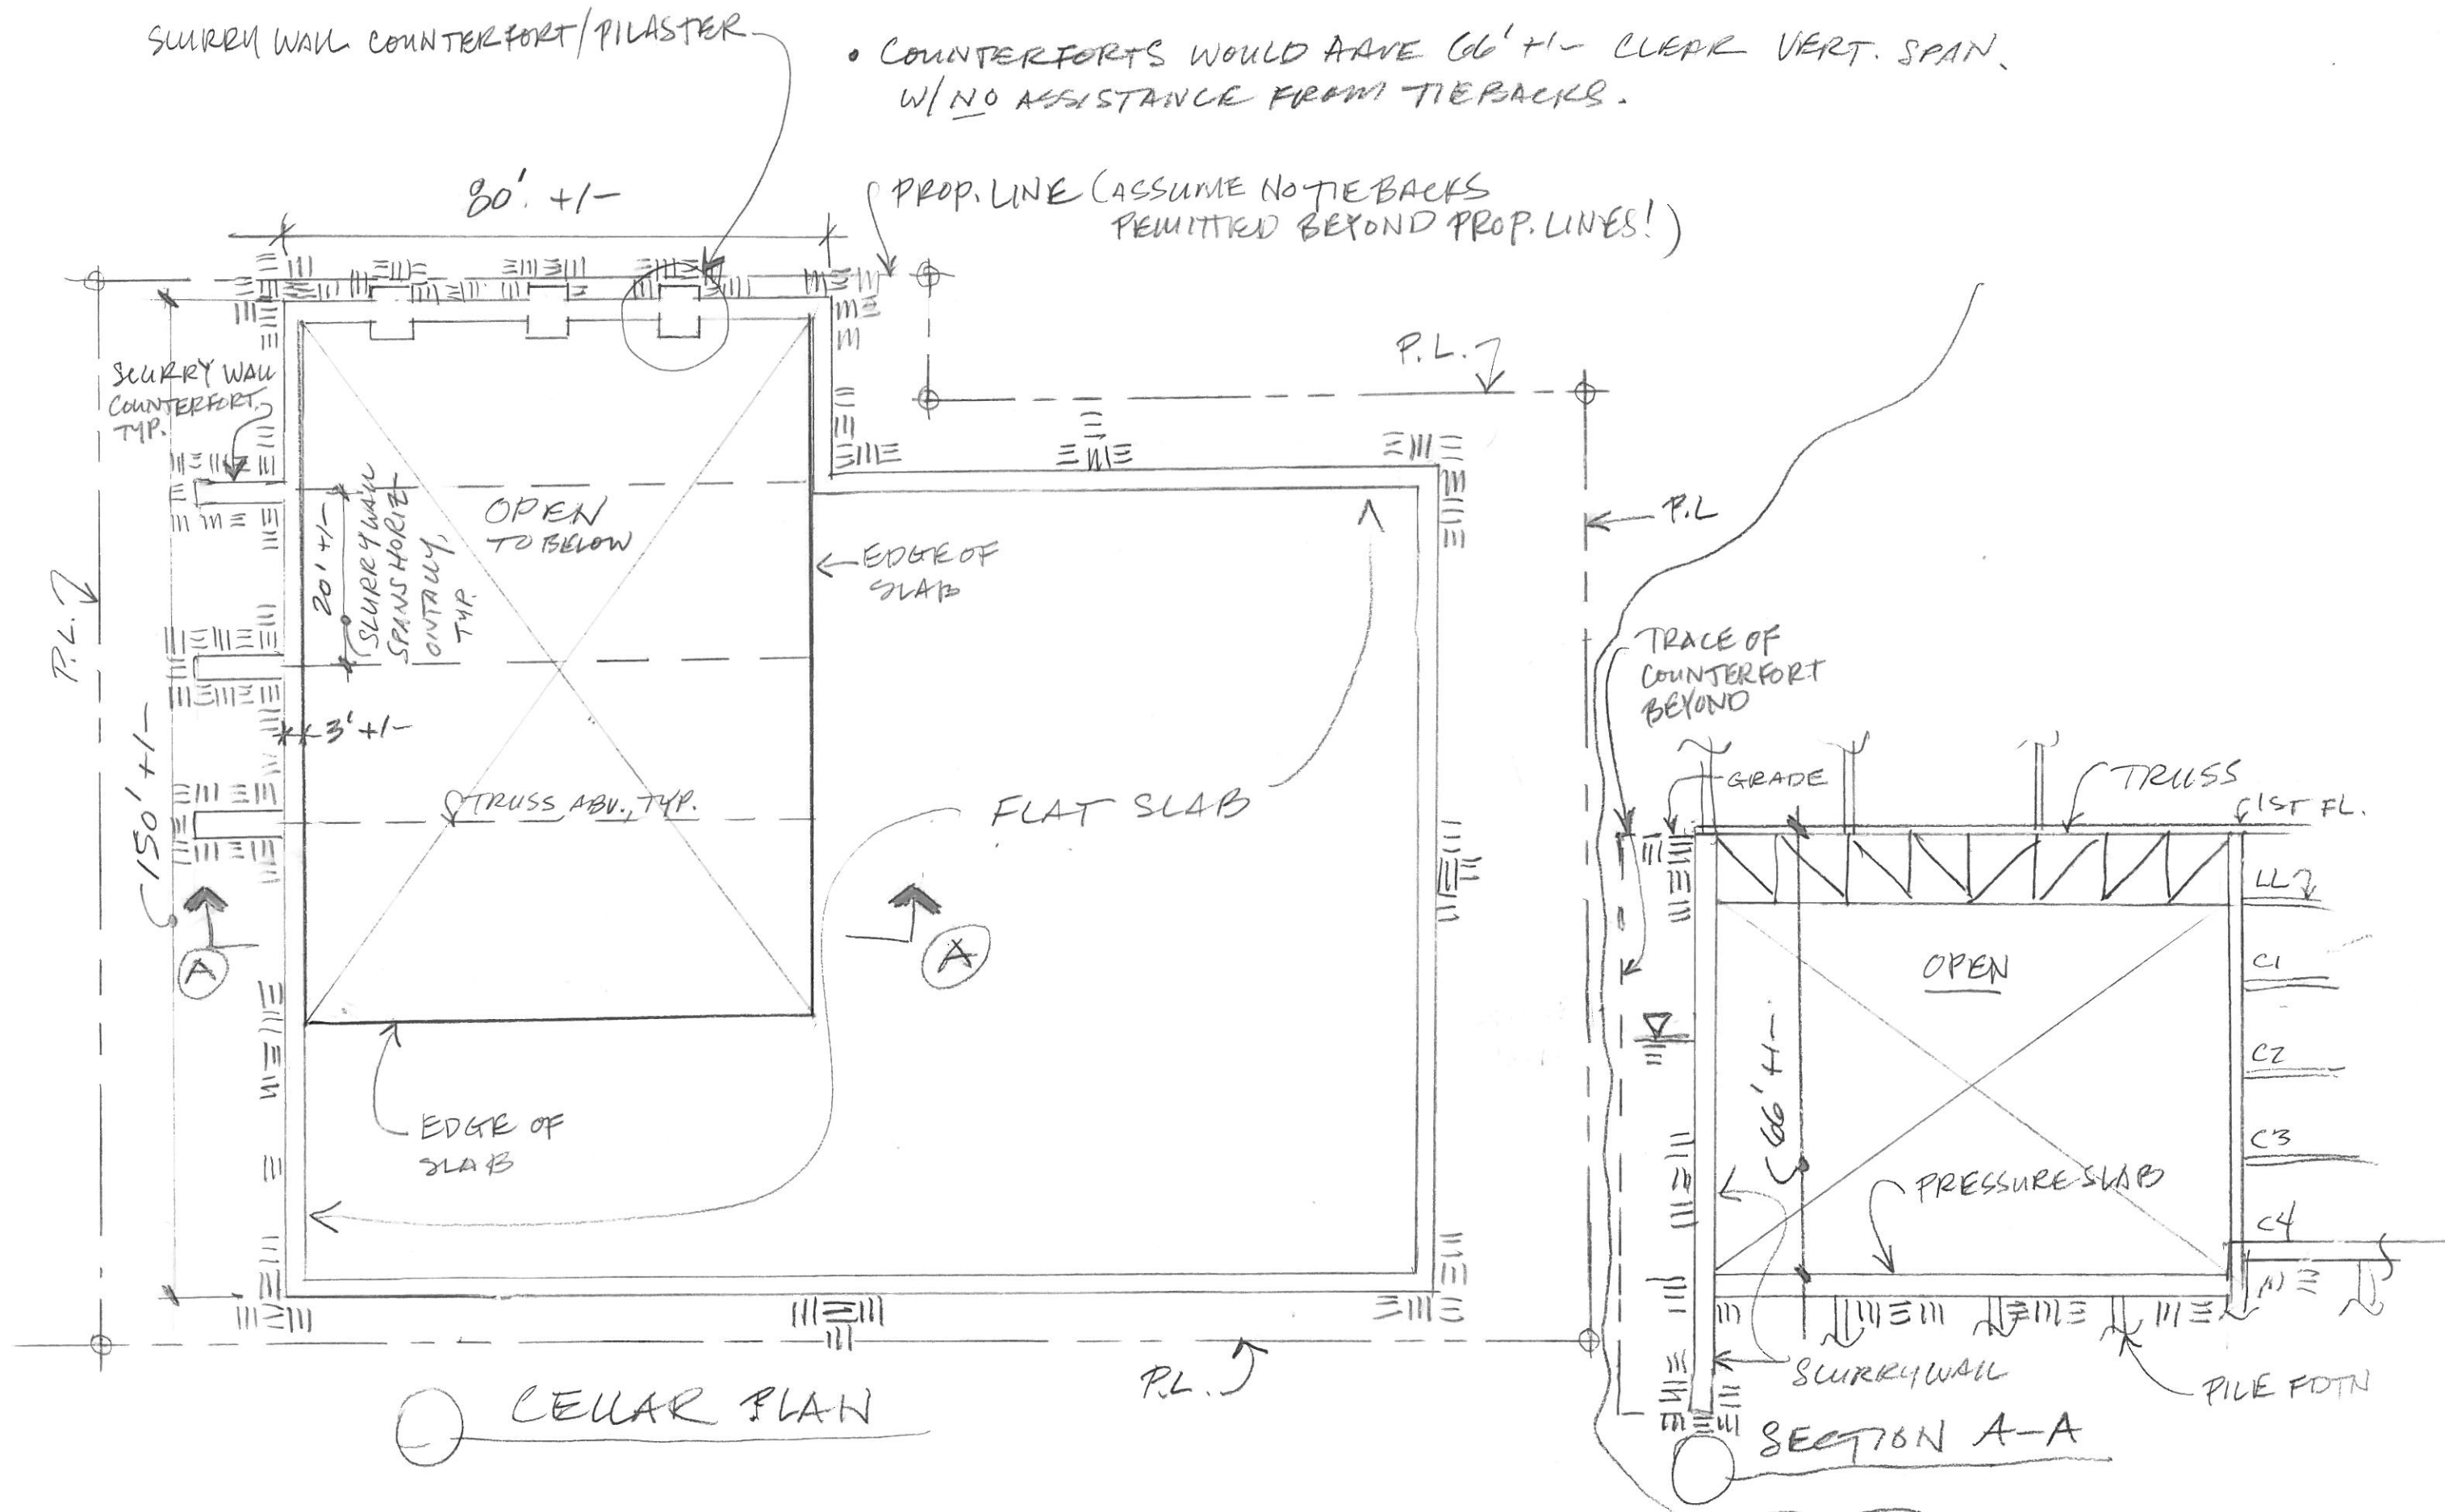 SLURRY WALL COUNTERFORT/PILASTER
• COUNTERFORTS WOULD HAVE 66' +/- CLEAR VERT. SPAN.
W/ NO ASSISTANCE FROM TIEBACKS.
80' +/-
PROP. LINE (ASSUME NO TIEBACKS
PERMITTED BEYOND PROP. LINES!)
P.L.
SLURRY WALL
COUNTERFORT,
TYP.
OPEN
TO BELOW
20' +/-
(SLURRY WALL
SPANS HORIZ-
ONTALLY,
TYP.
EDGE OF
SLAB
P.L
P.L.
TRACE OF
COUNTERFORT
BEYOND
3' +/-
150' +/-
TRUSS ABV., TYP.
FLAT SLAB
GRADE
TRUSS
1ST FL.
LL
A
A
OPEN
C1
C2
66' +/-
C3
EDGE OF
SLAB
PRESSURE SLAB
C4
P.L.
SLURRY WALL
PILE FDTN
CELLAR PLAN
SECTION A-A